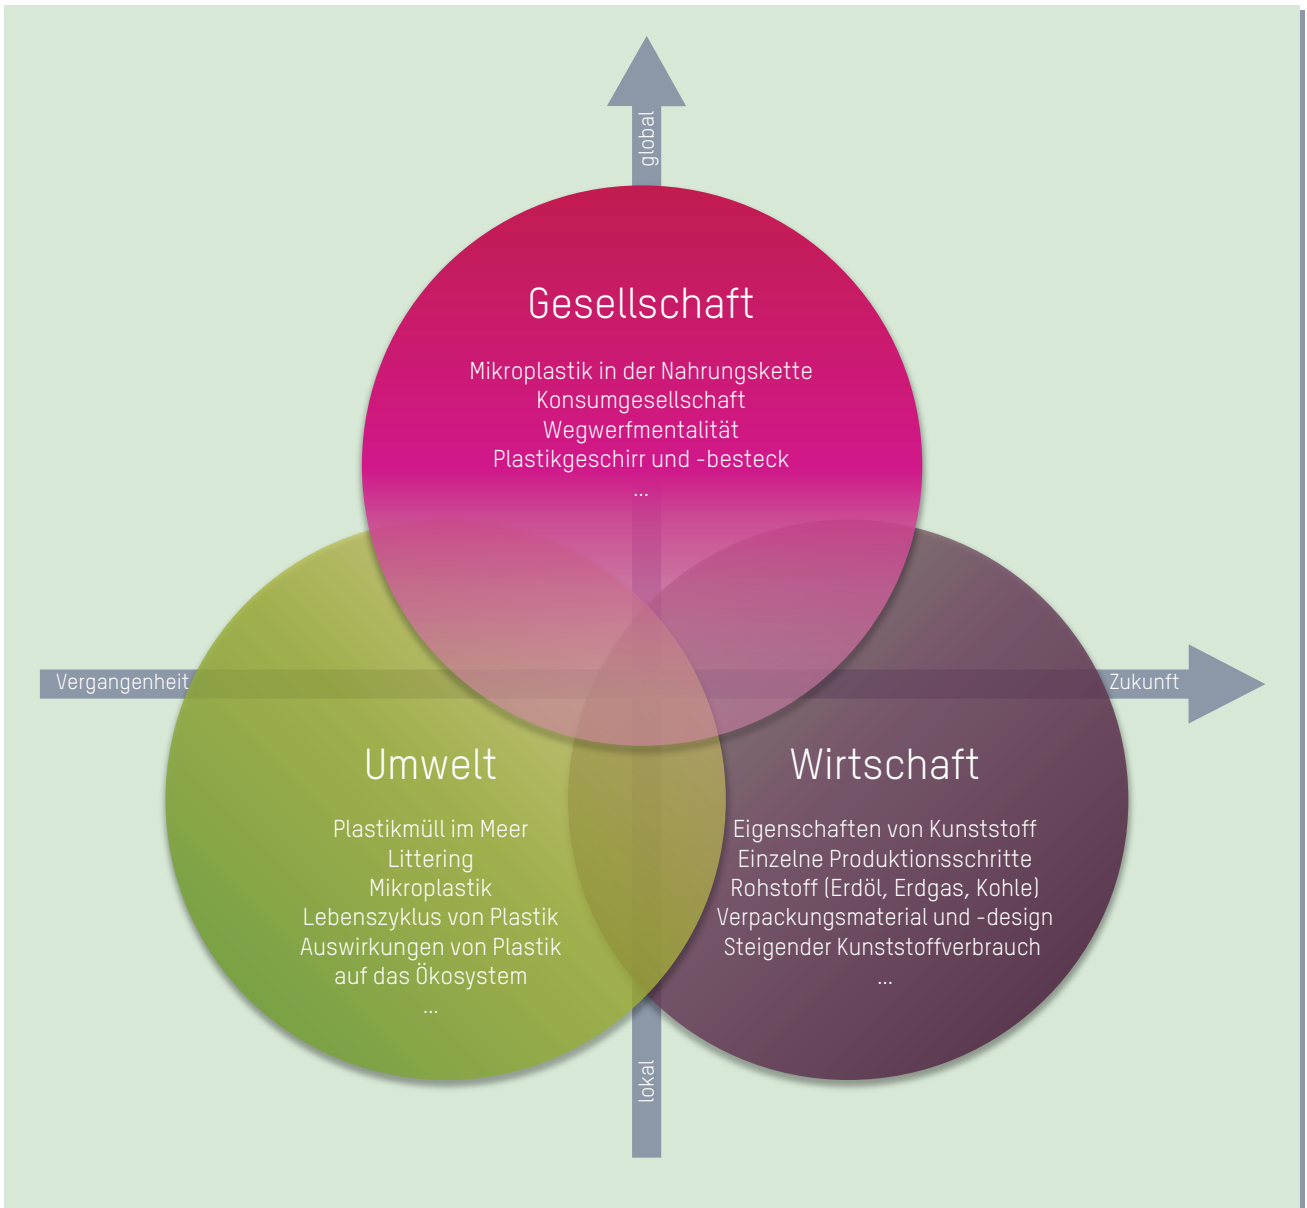 global
Gesellschaft
Mikroplastik in der Nahrungskette
Konsumgesellschaft
Wegwerfmentalität
Plastikgeschirr und -besteck
...
Vergangenheit
Zukunft
Umwelt
Plastikmüll im Meer
Littering
Mikroplastik
Lebenszyklus von Plastik
Auswirkungen von Plastik
auf das Ökosystem
...
Wirtschaft
Eigenschaften von Kunststoff
Einzelne Produktionsschritte
Rohstoff (Erdöl, Erdgas, Kohle)
Verpackungsmaterial und -design
Steigender Kunststoffverbrauch
...
lokal